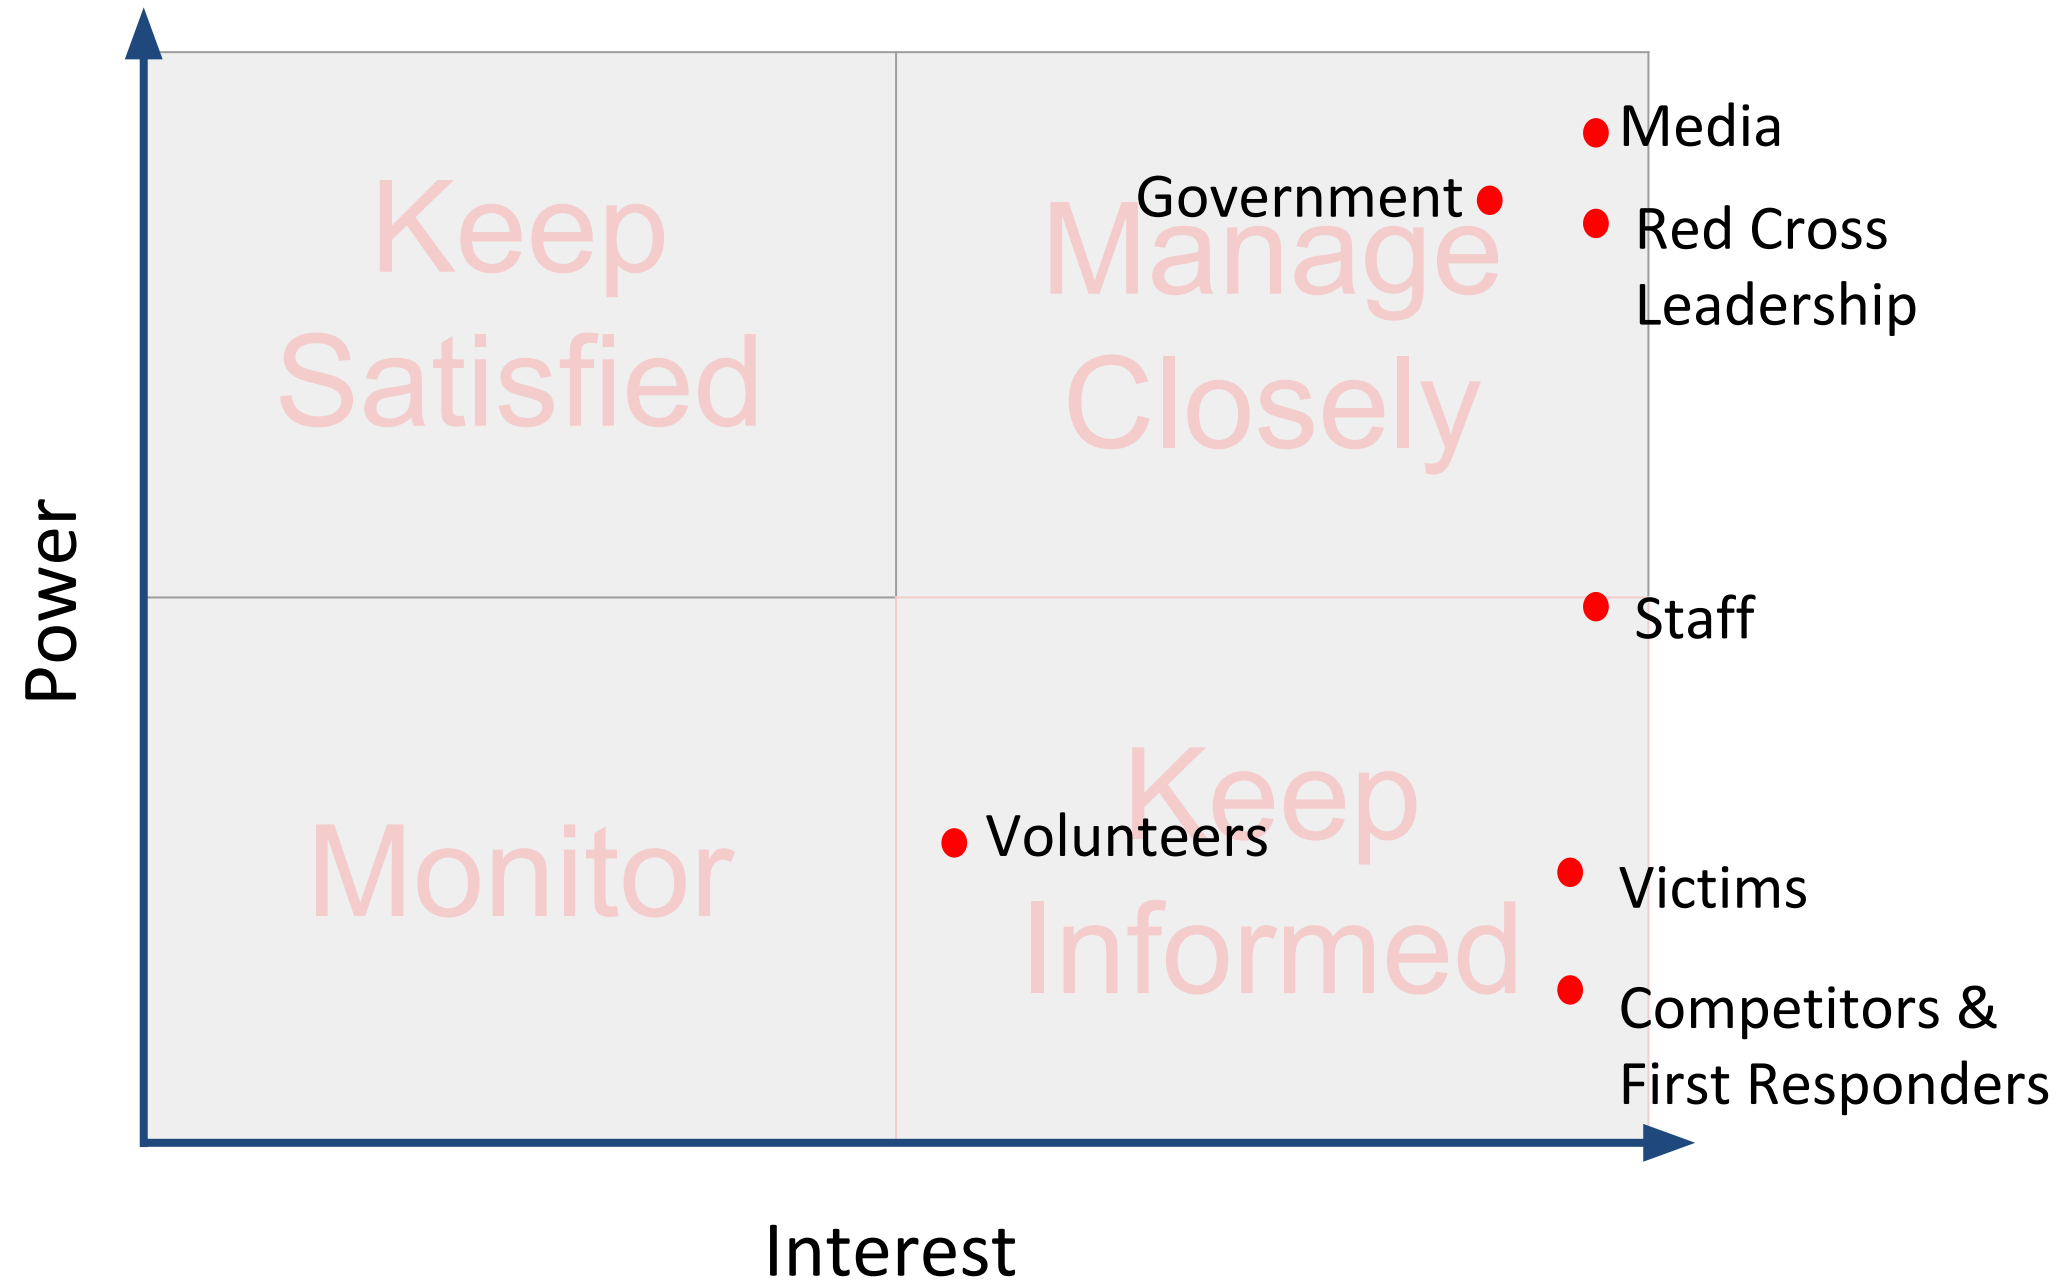 Media
Government
Red Cross
Leadership
Keep
Satisfied
Manage
Closely
Power
Staff
Volunteers
Monitor
Keep
Informed
Victims
Competitors &
First Responders
Interest